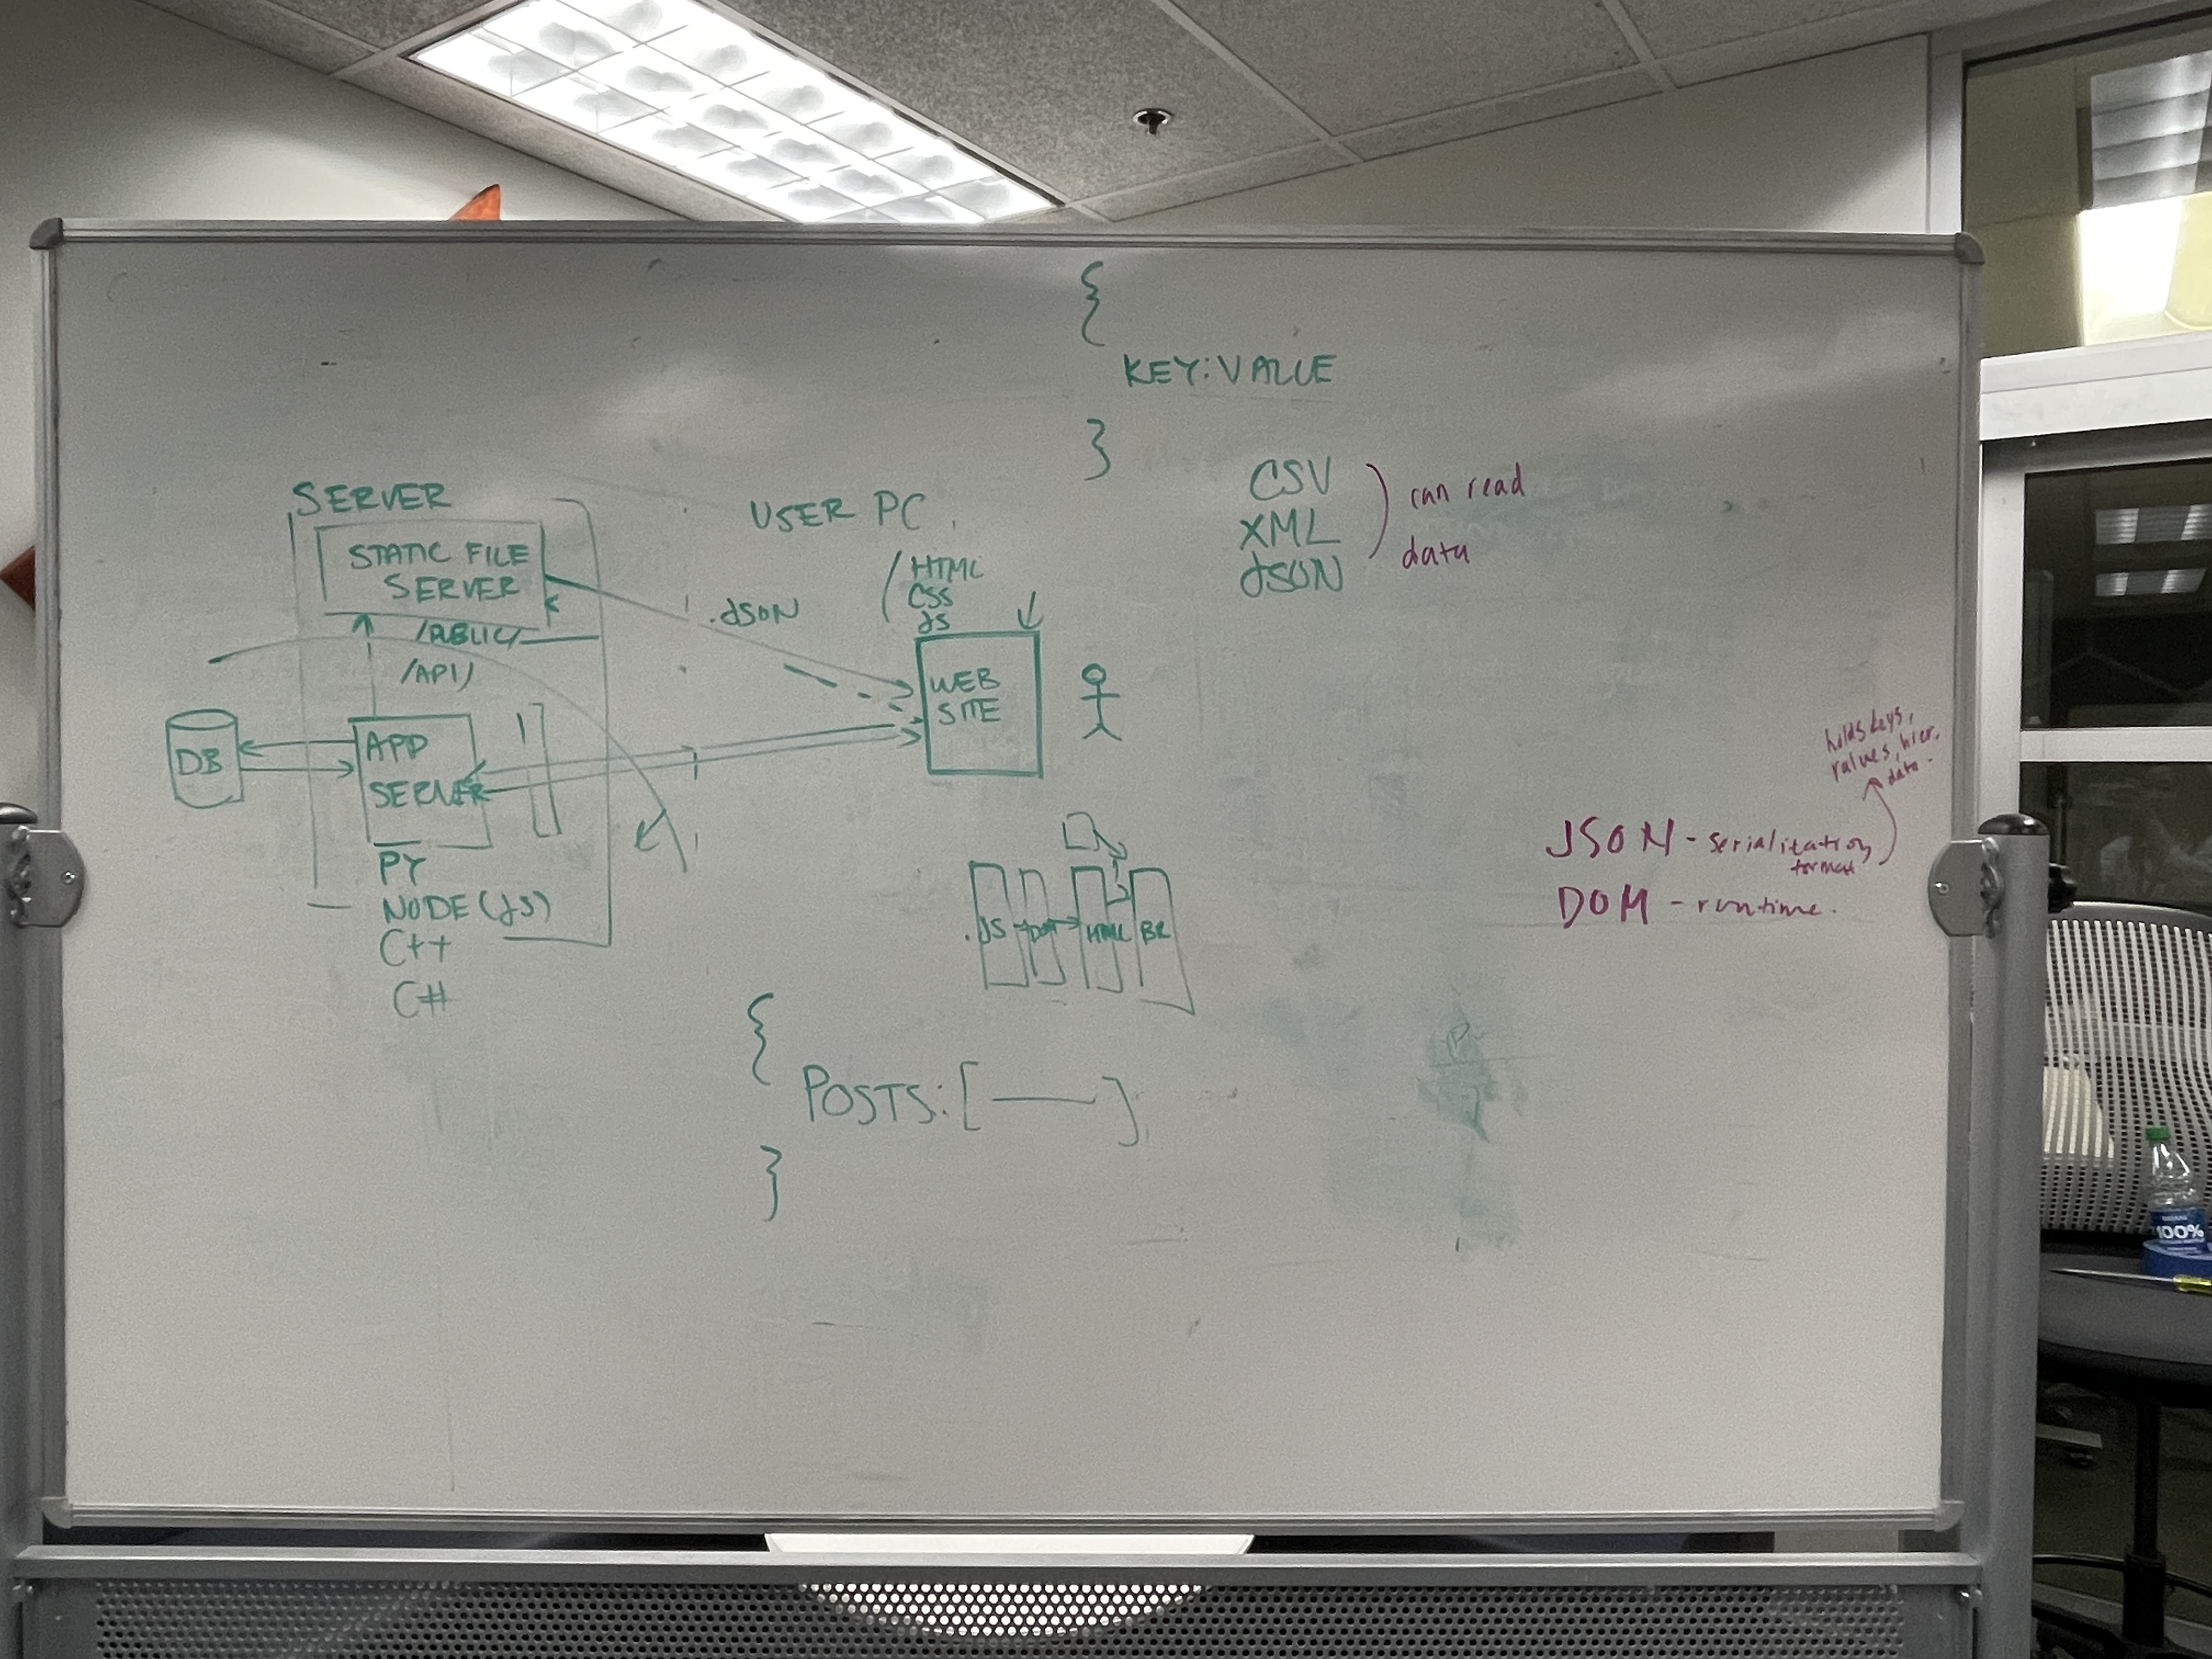 {
KEY:VALUE
}
CSV
XML
JSON
can read
data
SERVER
STATIC FILE
SERVER
/PUBLIC/
/API/
DB
APP
SERVER
PY
NODE (JS)
C++
C#
USER PC
.JSON
HTML
CSS
JS
WEB
SITE
.JS
DOM
HTML
BR
holds keys,
values, hier.
data.
JSON - serialization
format
DOM - runtime.
{
POSTS: [ — ]
}
100%